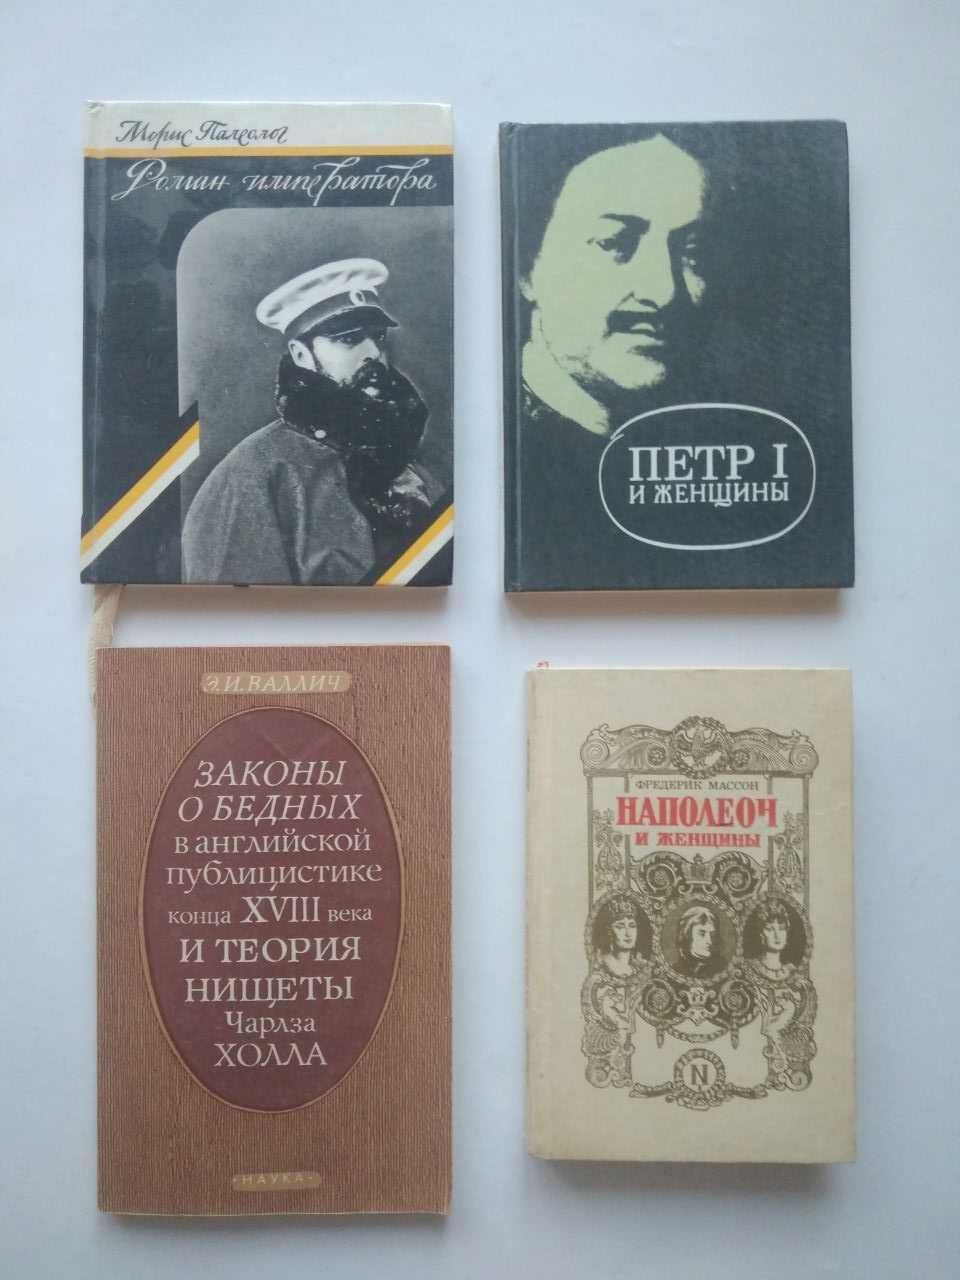 Морис Палеолог
Роман императора
ПЕТР I
И ЖЕНЩИНЫ
Э.И.ВАЛЛИЧ
ЗАКОНЫ
О БЕДНЫХ
в английской
публицистике
конца XVIII века
И ТЕОРИЯ
НИЩЕТЫ
Чарлза
ХОЛЛА
•НАУКА•
ФРЕДЕРИК МАССОН
НАПОЛЕОН
И ЖЕНЩИНЫ
N